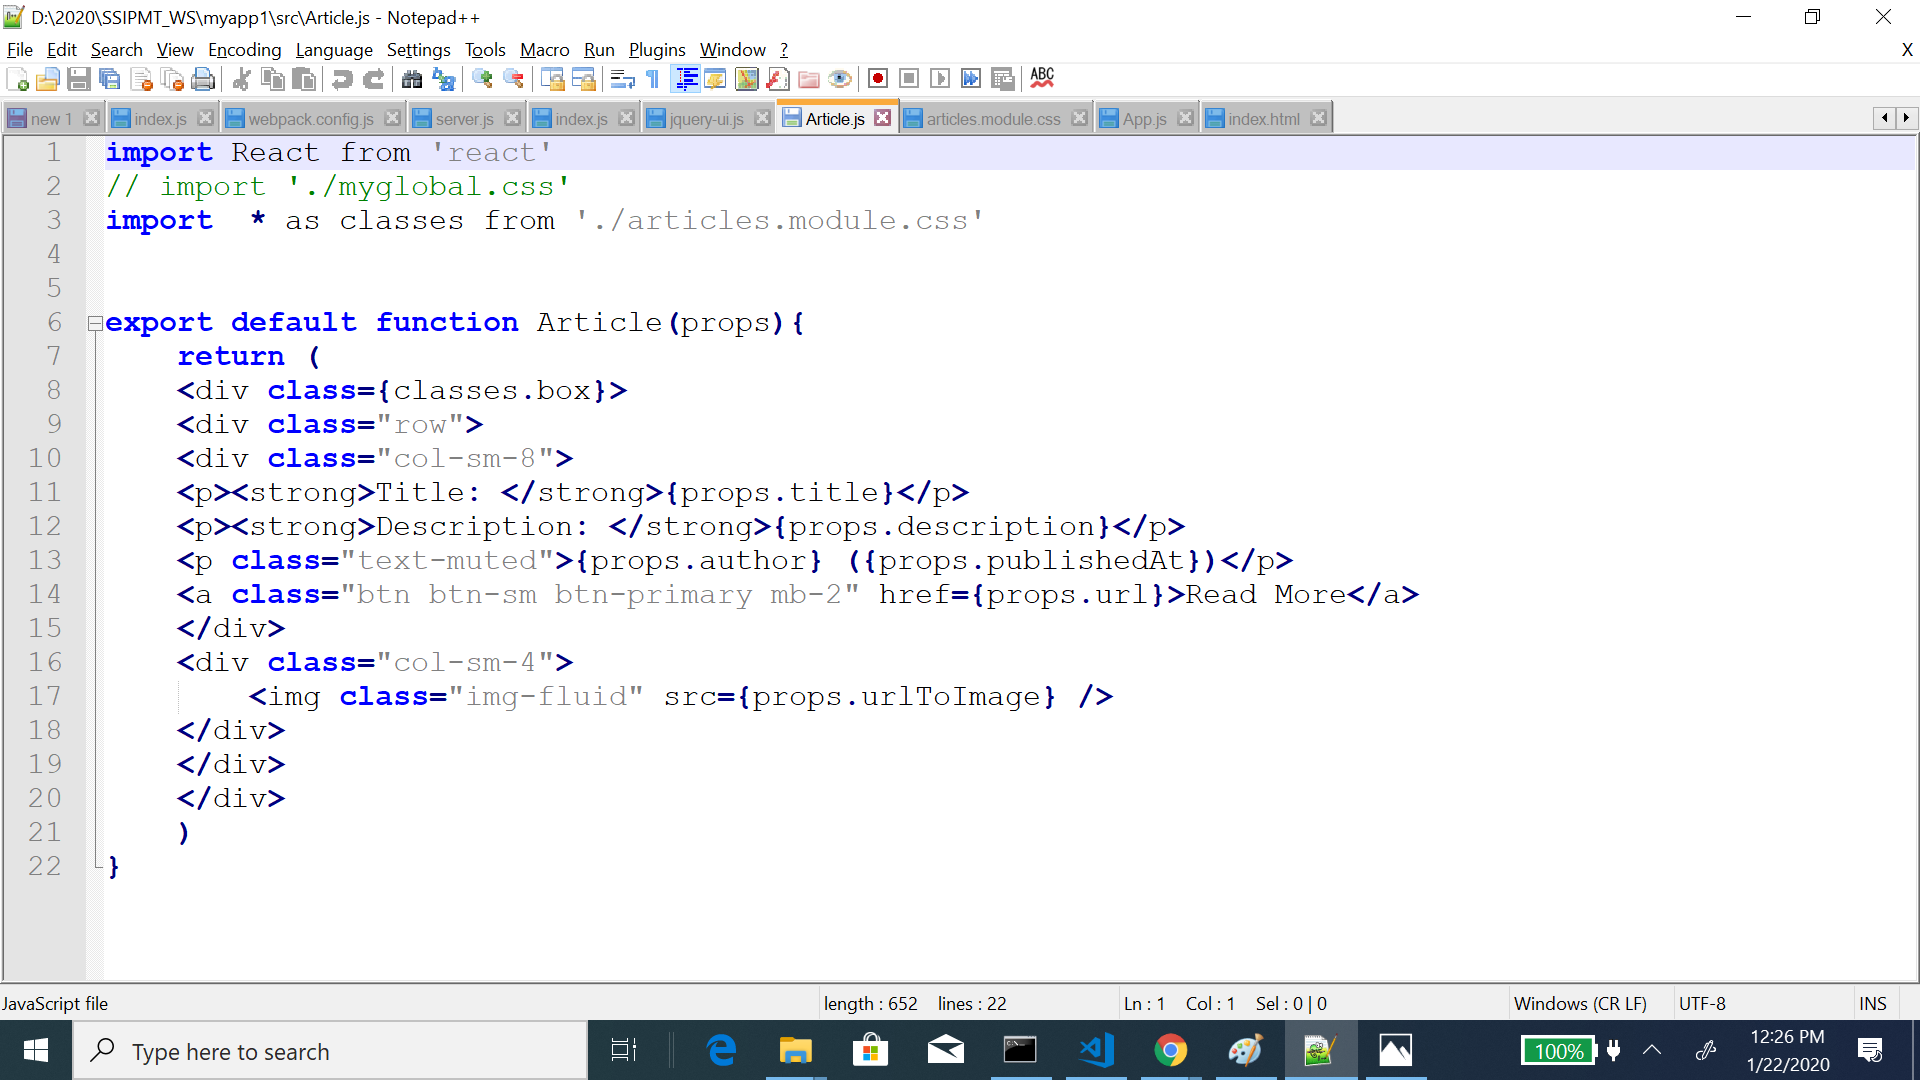 D:\2020\SSIPMT_WS\myapp1\src\Article.js - Notepad++
File Edit Search View Encoding Language Settings Tools Macro Run Plugins Window ? X
ABC
new 1 index.js webpack.config.js server.js index.js jquery-ui.js Article.js articles.module.css App.js index.html
1 import React from 'react'
2 // import './myglobal.css'
3 import  * as classes from './articles.module.css'
4
5
6 export default function Article(props){
7     return (
8     <div class={classes.box}>
9     <div class="row">
10     <div class="col-sm-8">
11     <p><strong>Title: </strong>{props.title}</p>
12     <p><strong>Description: </strong>{props.description}</p>
13     <p class="text-muted">{props.author} ({props.publishedAt})</p>
14     <a class="btn btn-sm btn-primary mb-2" href={props.url}>Read More</a>
15     </div>
16     <div class="col-sm-4">
17         <img class="img-fluid" src={props.urlToImage} />
18     </div>
19     </div>
20     </div>
21     )
22 }
JavaScript file length : 652 lines : 22 Ln : 1 Col : 1 Sel : 0 | 0 Windows (CR LF) UTF-8 INS
Type here to search 100% 12:26 PM
1/22/2020